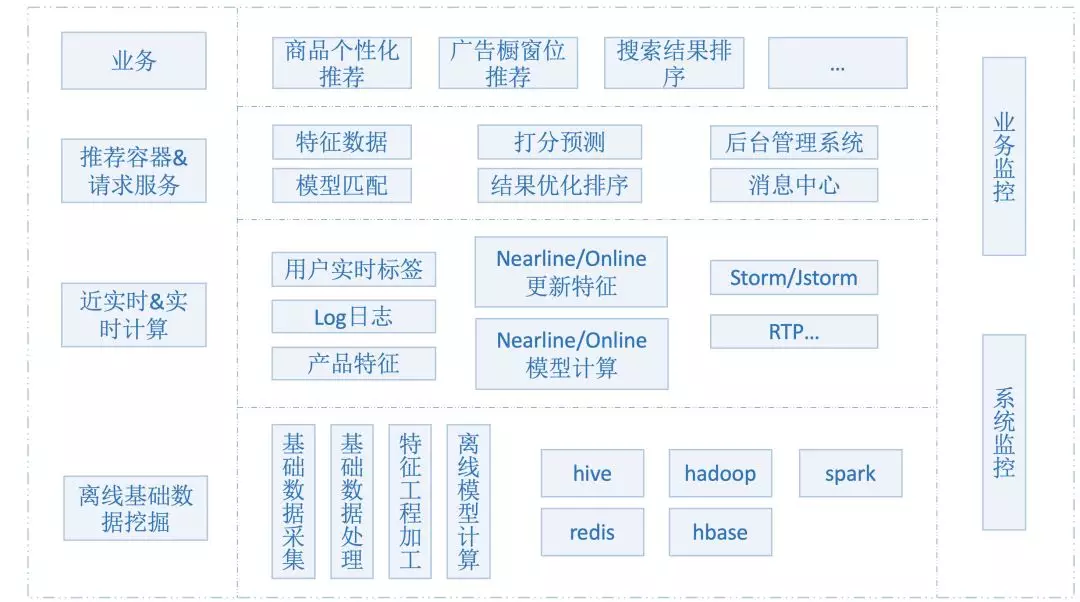 业务
商品个性化
推荐
广告橱窗位
推荐
搜索结果排
序
...
推荐容器&
请求服务
特征数据
打分预测
后台管理系统
模型匹配
结果优化排序
消息中心
近实时&实
时计算
用户实时标签
Log日志
产品特征
Nearline/Online
更新特征
Nearline/Online
模型计算
Storm/Jstorm
RTP...
离线基础数
据挖掘
基础数据采集
基础数据处理
特征工程加工
离线模型计算
hive
hadoop
spark
redis
hbase
业务监控
系统监控